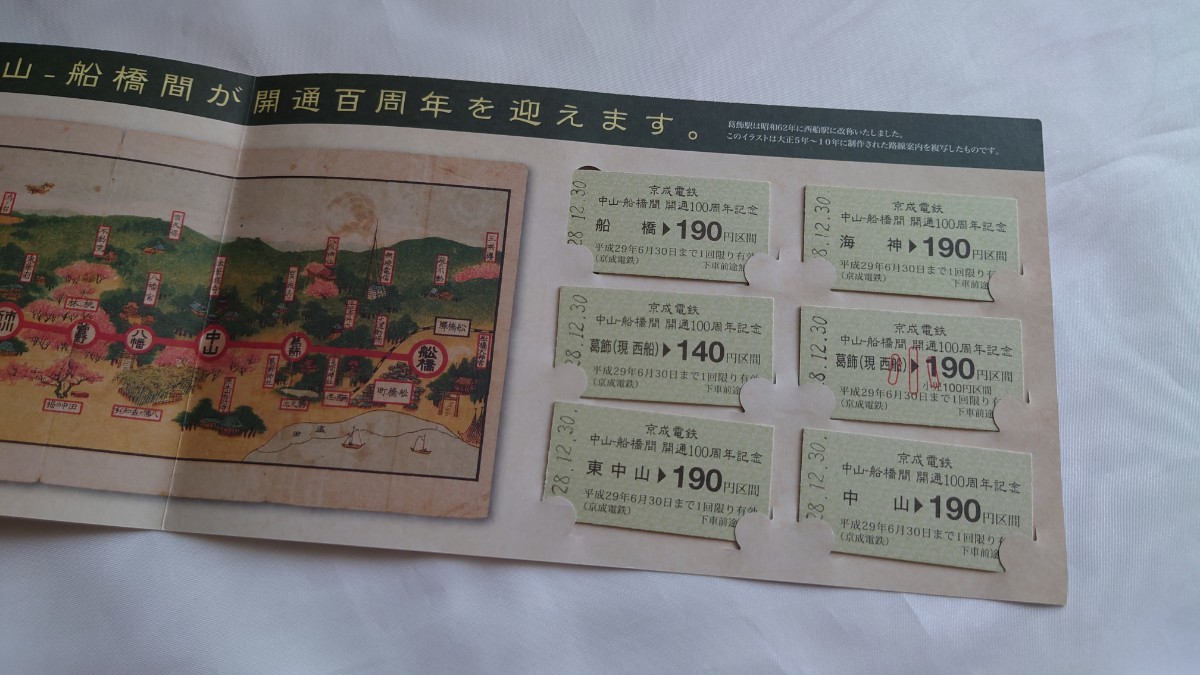 山-船橋間が開通百周年を迎えます。
葛飾駅は昭和62年に西船駅に改称いたしました。
このイラストは大正5年～10年に制作された路線案内を複写したものです。
八幡
中山
葛飾
船橋
船橋町
28.12.30
京成電鉄
中山-船橋間 開通100周年記念
船橋▶190円区間
平成29年6月30日まで1回限り有効
(京成電鉄)
下車前途無
8.12.30
京成電鉄
中山-船橋間 開通100周年記念
海神▶190円区間
平成29年6月30日まで1回限り有
(京成電鉄)
下車前途
28.12.30
京成電鉄
中山-船橋間 開通100周年記念
葛飾(現 西船)▶140円区間
平成29年6月30日まで1回限り有効
(京成電鉄)
下車前途
8.12.30
京成電鉄
中山-船橋間 開通100周年記念
葛飾(現 西船)▶190円区間
小児100円区間
平成29年6月30日まで1回限り有
(京成電鉄)
下車前途
28.12.30.
京成電鉄
中山-船橋間 開通100周年記念
東中山▶190円区間
平成29年6月30日まで1回限り有効
(京成電鉄)
下車前途
28.12.30.
京成電鉄
中山-船橋間 開通100周年記念
中山▶190円区間
平成29年6月30日まで1回限り有
(京成電鉄)
下車前途